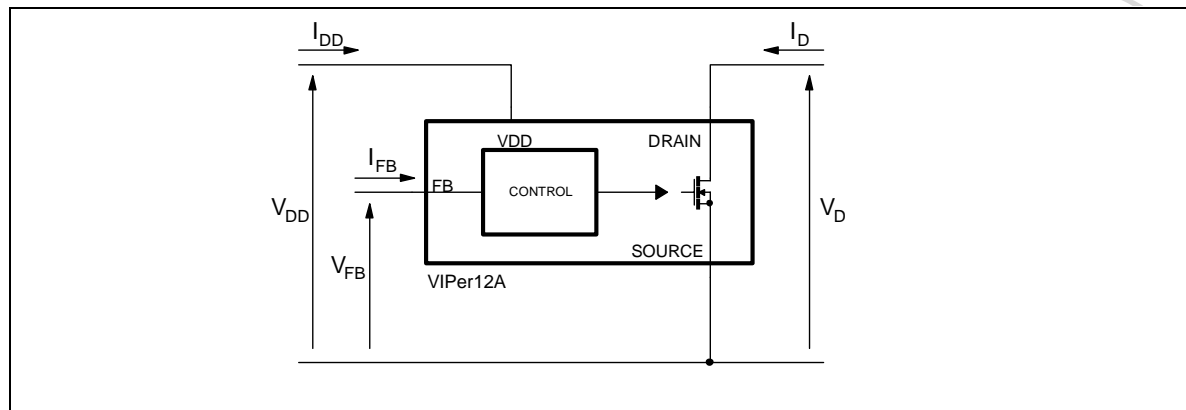 IDD
ID
VDD
DRAIN
IFB
FB
CONTROL
VDD
VD
SOURCE
VFB
VIPer12A